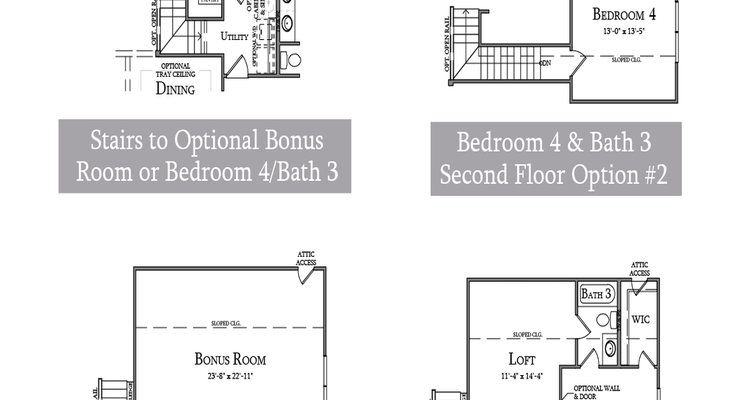 OPT. OPEN RAIL
UTILITY
OPTIONAL
TRAY CEILING
DINING
Stairs to Optional Bonus
Room or Bedroom 4/Bath 3
OPT. OPEN RAIL
BEDROOM 4
13'-0" x 13'-5"
SLOPED CLG.
DN
Bedroom 4 & Bath 3
Second Floor Option #2
ATTIC
ACCESS
SLOPED CLG.
BONUS ROOM
23'-8" x 22'-11"
ATTIC
ACCESS
BATH 3
WIC
SLOPED CLG.
LOFT
11'-4" x 14'-4"
OPTIONAL WALL
& DOOR